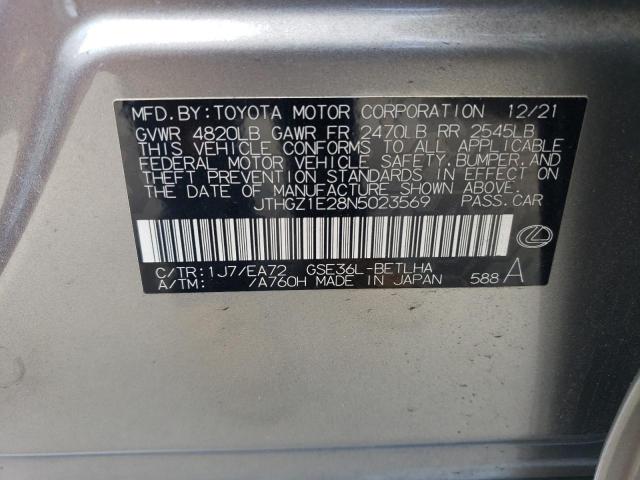 MFD. BY: TOYOTA MOTOR CORPORATION 12/21
GVWR 4820LB GAWR FR 2470LB RR 2545LB
THIS VEHICLE CONFORMS TO ALL APPLICABLE
FEDERAL MOTOR VEHICLE SAFETY, BUMPER, AND
THEFT PREVENTION STANDARDS IN EFFECT ON
THE DATE OF MANUFACTURE SHOWN ABOVE.
JTHGZ1E28N5023569 PASS. CAR
C/TR: 1J7/EA72 GSE36L-BETLHA
A/TM: /A760H MADE IN JAPAN 588 A